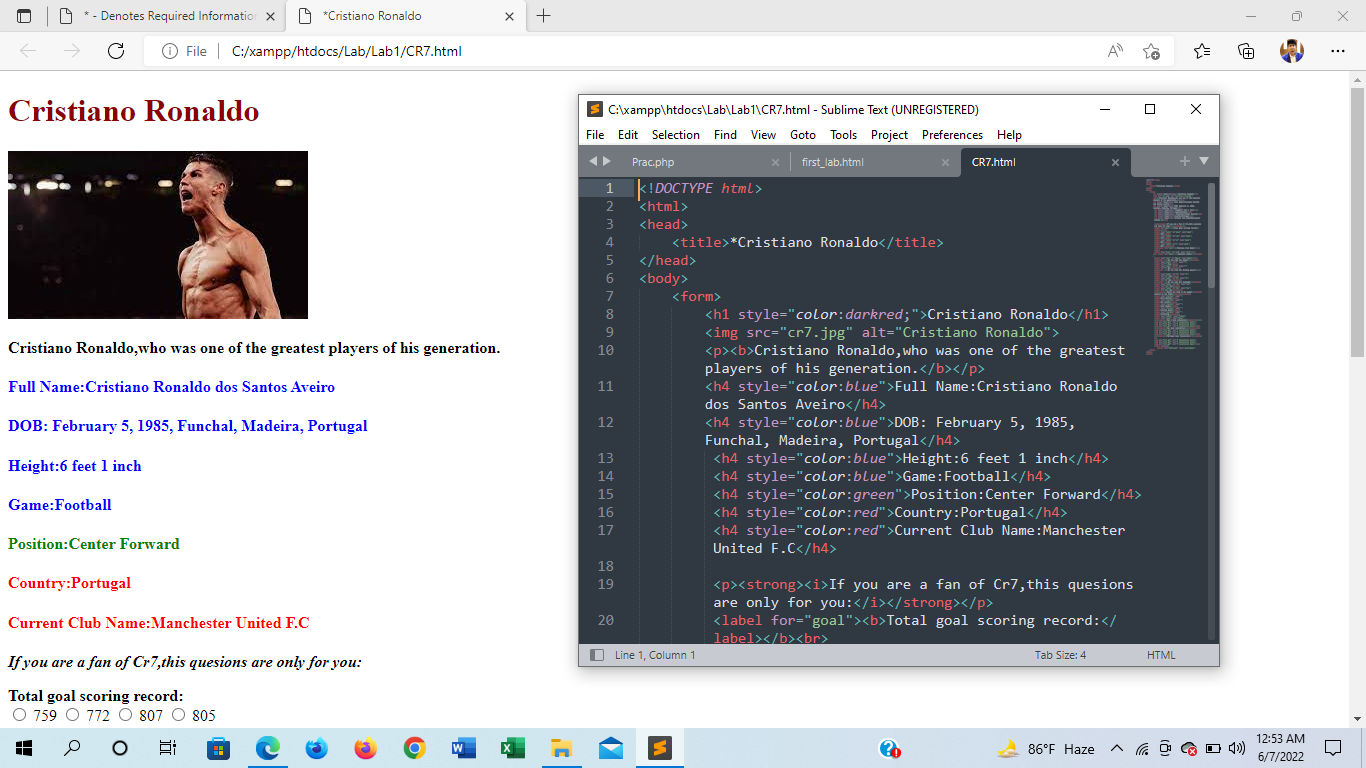 * - Denotes Required Informatio
*Cristiano Ronaldo
File
C:/xampp/htdocs/Lab/Lab1/CR7.html
Cristiano Ronaldo
Cristiano Ronaldo,who was one of the greatest players of his generation.
Full Name:Cristiano Ronaldo dos Santos Aveiro
DOB: February 5, 1985, Funchal, Madeira, Portugal
Height:6 feet 1 inch
Game:Football
Position:Center Forward
Country:Portugal
Current Club Name:Manchester United F.C
If you are a fan of Cr7,this quesions are only for you:
Total goal scoring record:
759 772 807 805
C:\xampp\htdocs\Lab\Lab1\CR7.html - Sublime Text (UNREGISTERED)
File Edit Selection Find View Goto Tools Project Preferences Help
Prac.php first_lab.html CR7.html
1 <!DOCTYPE html>
2 <html>
3 <head>
4 <title>*Cristiano Ronaldo</title>
5 </head>
6 <body>
7 <form>
8 <h1 style="color:darkred;">Cristiano Ronaldo</h1>
9 <img src="cr7.jpg" alt="Cristiano Ronaldo">
10 <p><b>Cristiano Ronaldo,who was one of the greatest
players of his generation.</b></p>
11 <h4 style="color:blue">Full Name:Cristiano Ronaldo
dos Santos Aveiro</h4>
12 <h4 style="color:blue">DOB: February 5, 1985,
Funchal, Madeira, Portugal</h4>
13 <h4 style="color:blue">Height:6 feet 1 inch</h4>
14 <h4 style="color:blue">Game:Football</h4>
15 <h4 style="color:green">Position:Center Forward</h4>
16 <h4 style="color:red">Country:Portugal</h4>
17 <h4 style="color:red">Current Club Name:Manchester
United F.C</h4>
18
19 <p><strong><i>If you are a fan of Cr7,this quesions
are only for you:</i></strong></p>
20 <label for="goal"><b>Total goal scoring record:</
label></b><br>
Line 1, Column 1
Tab Size: 4
HTML
86°F Haze
12:53 AM
6/7/2022